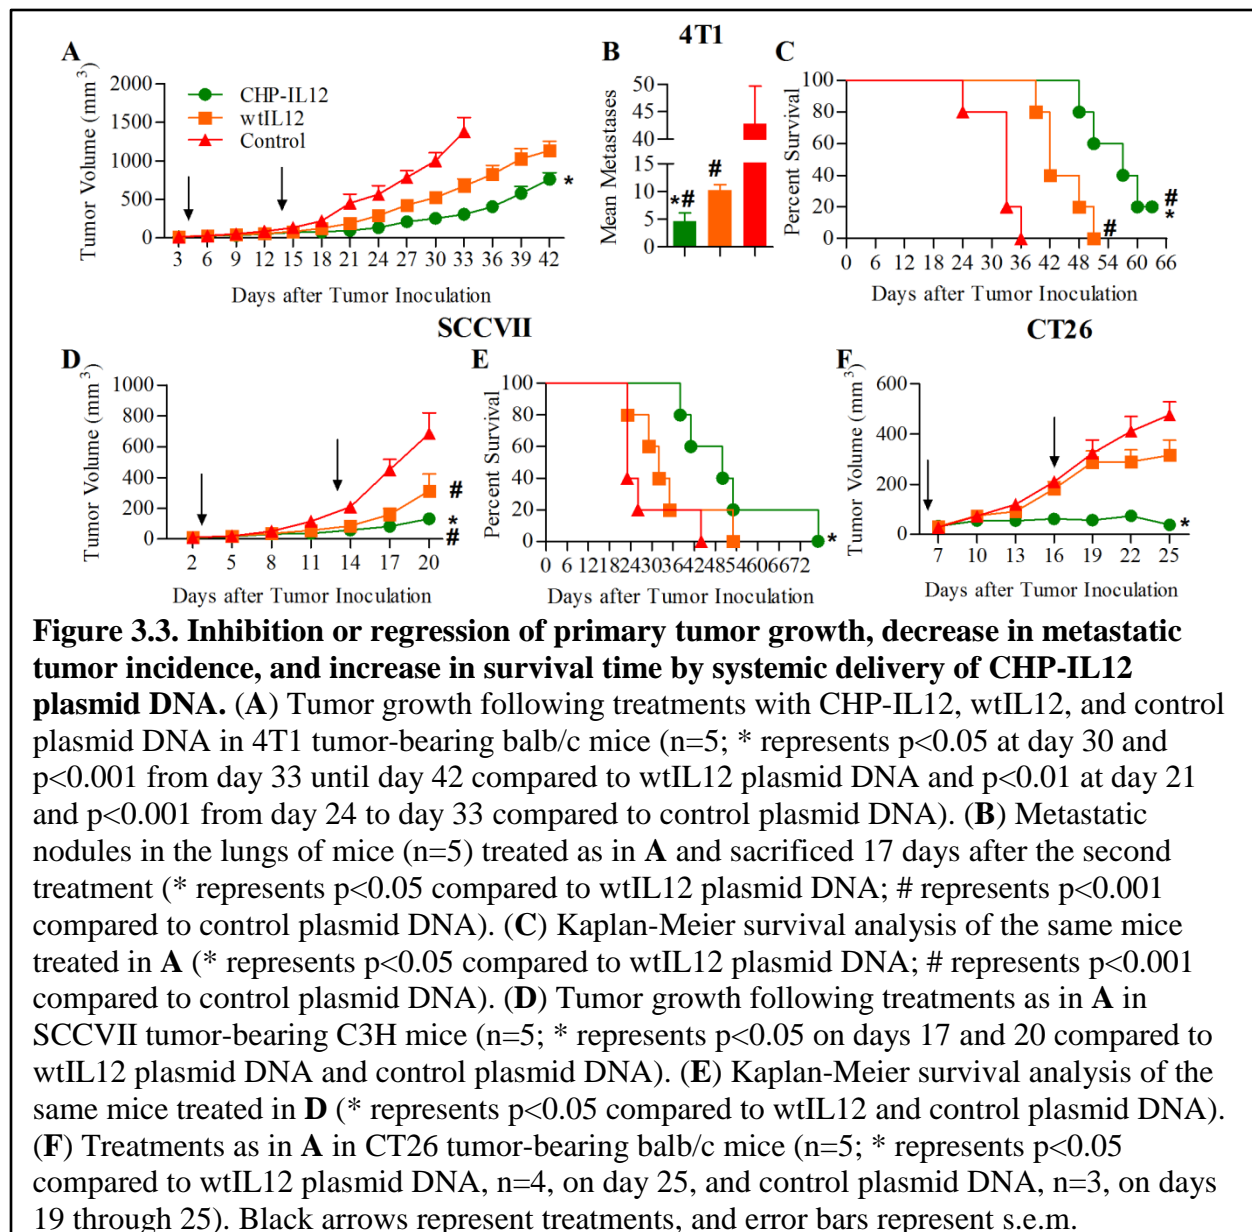 4T1
A
Tumor Volume (mm3)
2000
1500
1000
500
0
CHP-IL12
wtIL12
Control
*
3 6 9 12 15 18 21 24 27 30 33 36 39 42
Days after Tumor Inoculation
B
Mean Metastases
50
45
40
15
10
5
0
*#
#
C
Percent Survival
100
80
60
40
20
0
#
*
#
0 6 12 18 24 30 36 42 48 54 60 66
Days after Tumor Inoculation
SCCVII
D
Tumor Volume (mm3)
1000
800
600
400
200
0
#
*
#
2 5 8 11 14 17 20
Days after Tumor Inoculation
E
Percent Survival
100
80
60
40
20
0
*
0 6 1218243036424854606672
Days after Tumor Inoculation
CT26
F
Tumor Volume (mm3)
600
400
200
0
*
7 10 13 16 19 22 25
Days after Tumor Inoculation
Figure 3.3. Inhibition or regression of primary tumor growth, decrease in metastatic
tumor incidence, and increase in survival time by systemic delivery of CHP-IL12
plasmid DNA. (A) Tumor growth following treatments with CHP-IL12, wtIL12, and control
plasmid DNA in 4T1 tumor-bearing balb/c mice (n=5; * represents p<0.05 at day 30 and
p<0.001 from day 33 until day 42 compared to wtIL12 plasmid DNA and p<0.01 at day 21
and p<0.001 from day 24 to day 33 compared to control plasmid DNA). (B) Metastatic
nodules in the lungs of mice (n=5) treated as in A and sacrificed 17 days after the second
treatment (* represents p<0.05 compared to wtIL12 plasmid DNA; # represents p<0.001
compared to control plasmid DNA). (C) Kaplan-Meier survival analysis of the same mice
treated in A (* represents p<0.05 compared to wtIL12 plasmid DNA; # represents p<0.001
compared to control plasmid DNA). (D) Tumor growth following treatments as in A in
SCCVII tumor-bearing C3H mice (n=5; * represents p<0.05 on days 17 and 20 compared to
wtIL12 plasmid DNA and control plasmid DNA). (E) Kaplan-Meier survival analysis of the
same mice treated in D (* represents p<0.05 compared to wtIL12 and control plasmid DNA).
(F) Treatments as in A in CT26 tumor-bearing balb/c mice (n=5; * represents p<0.05
compared to wtIL12 plasmid DNA, n=4, on day 25, and control plasmid DNA, n=3, on days
19 through 25). Black arrows represent treatments, and error bars represent s.e.m.